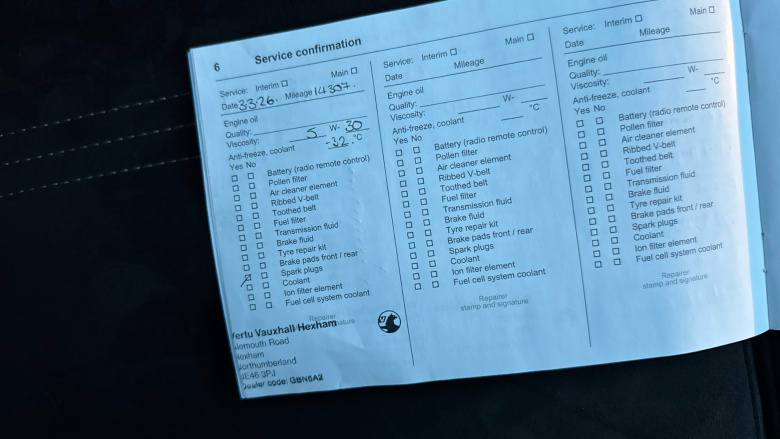 6 Service confirmation
Service: Interim Main
Date 3.3.26. Mileage 14307.
Engine oil
Quality:
Viscosity: 5 W- 30
Anti-freeze, coolant -32 °C
Yes No
Battery (radio remote control)
Pollen filter
Air cleaner element
Ribbed V-belt
Toothed belt
Fuel filter
Transmission fluid
Brake fluid
Tyre repair kit
Brake pads front / rear
Spark plugs
Coolant
Ion filter element
Fuel cell system coolant
Repairer
stamp and signature
Vertu Vauxhall Hexham
Alemouth Road
Hexham
Northumberland
NE46 3PJ
Dealer code: GBN5A2
Service: Interim Main
Date Mileage
Engine oil
Quality:
Viscosity: W-
Anti-freeze, coolant °C
Yes No
Battery (radio remote control)
Pollen filter
Air cleaner element
Ribbed V-belt
Toothed belt
Fuel filter
Transmission fluid
Brake fluid
Tyre repair kit
Brake pads front / rear
Spark plugs
Coolant
Ion filter element
Fuel cell system coolant
Repairer
stamp and signature
Service: Interim Main
Date Mileage
Engine oil
Quality:
Viscosity: W-
Anti-freeze, coolant °C
Yes No
Battery (radio remote control)
Pollen filter
Air cleaner element
Ribbed V-belt
Toothed belt
Fuel filter
Transmission fluid
Brake fluid
Tyre repair kit
Brake pads front / rear
Spark plugs
Coolant
Ion filter element
Fuel cell system coolant
Repairer
stamp and signature